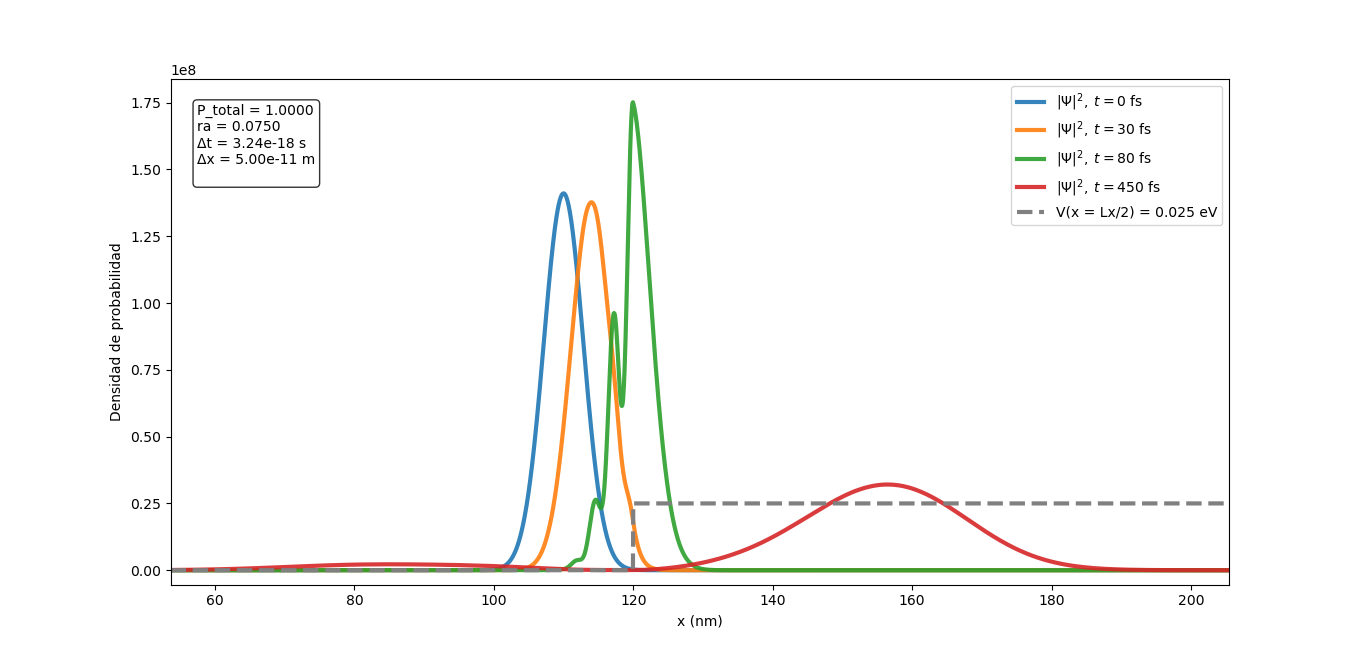 1e8
P_total = 1.0000
ra = 0.0750
Δt = 3.24e-18 s
Δx = 5.00e-11 m
|Ψ|², t = 0 fs
|Ψ|², t = 30 fs
|Ψ|², t = 80 fs
|Ψ|², t = 450 fs
V(x = Lx/2) = 0.025 eV
Densidad de probabilidad
1.75
1.50
1.25
1.00
0.75
0.50
0.25
0.00
60 80 100 120 140 160 180 200
x (nm)